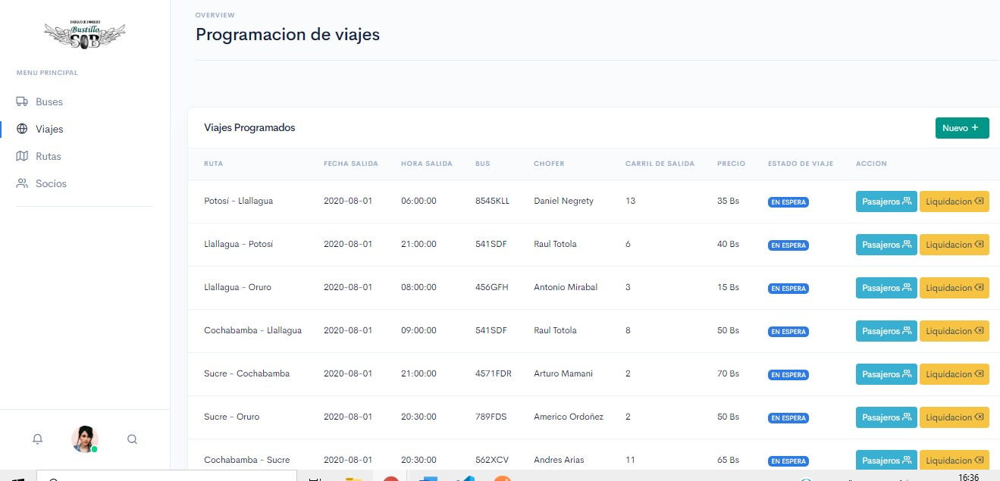 Bustillo
SOB
MENU PRINCIPAL
Buses
Viajes
Rutas
Socios
OVERVIEW
Programacion de viajes
Viajes Programados
Nuevo +
RUTA FECHA SALIDA HORA SALIDA BUS CHOFER CARRIL DE SALIDA PRECIO ESTADO DE VIAJE ACCION
Potosí - Llallagua 2020-08-01 06:00:00 8545KLL Daniel Negrety 13 35 Bs EN ESPERA Pasajeros Liquidacion
Llallagua - Potosí 2020-08-01 21:00:00 541SDF Raul Totola 6 40 Bs EN ESPERA Pasajeros Liquidacion
Llallagua - Oruro 2020-08-01 08:00:00 456GFH Antonio Mirabal 3 15 Bs EN ESPERA Pasajeros Liquidacion
Cochabamba - Llallagua 2020-08-01 09:00:00 541SDF Raul Totola 8 50 Bs EN ESPERA Pasajeros Liquidacion
Sucre - Cochabamba 2020-08-01 21:00:00 4571FDR Arturo Mamani 2 70 Bs EN ESPERA Pasajeros Liquidacion
Sucre - Oruro 2020-08-01 20:30:00 789FDS Americo Ordoñez 2 50 Bs EN ESPERA Pasajeros Liquidacion
Cochabamba - Sucre 2020-08-01 20:30:00 562XCV Andres Arias 11 65 Bs EN ESPERA Pasajeros Liquidacion
16:36